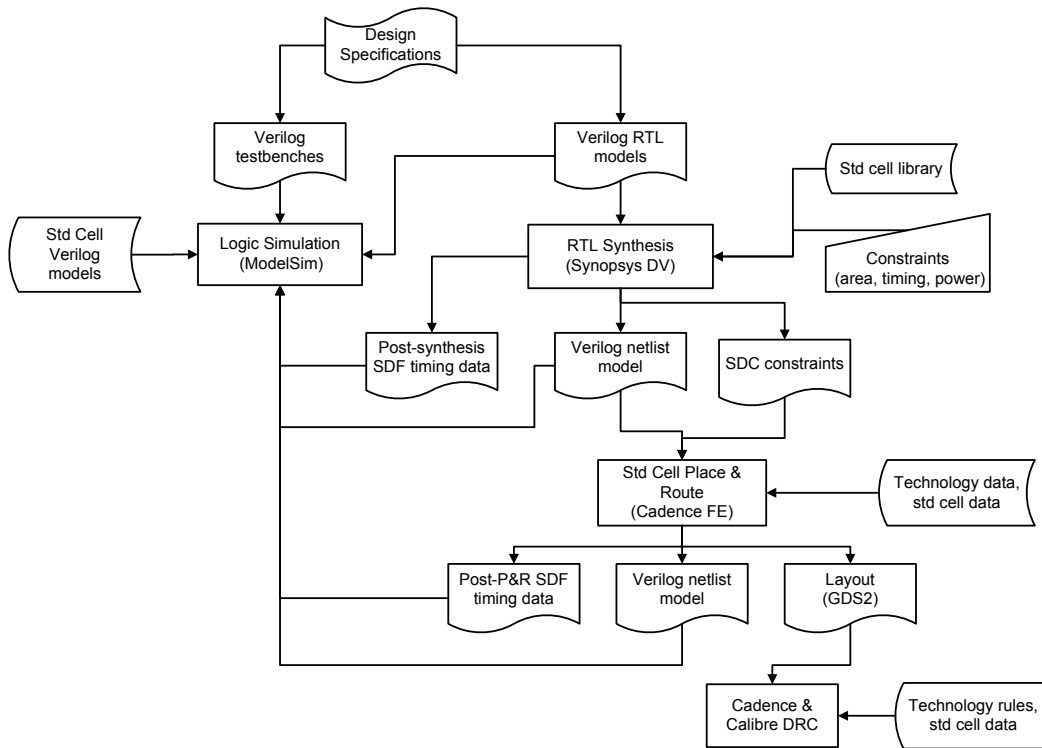 Design
Specifications
Verilog
testbenches
Verilog RTL
models
Std cell library
Std Cell
Verilog
models
Logic Simulation
(ModelSim)
RTL Synthesis
(Synopsys DV)
Constraints
(area, timing, power)
Post-synthesis
SDF timing data
Verilog netlist
model
SDC constraints
Std Cell Place &
Route
(Cadence FE)
Technology data,
std cell data
Post-P&R SDF
timing data
Verilog netlist
model
Layout
(GDS2)
Cadence &
Calibre DRC
Technology rules,
std cell data